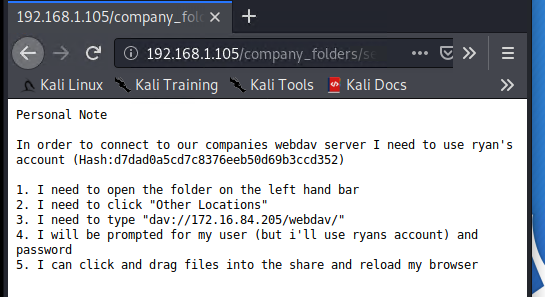 192.168.1.105/company_fol
192.168.1.105/company_folders/se
Kali Linux
Kali Training
Kali Tools
Kali Docs
Personal Note
In order to connect to our companies webdav server I need to use ryan's
account (Hash:d7dad0a5cd7c8376eeb50d69b3ccd352)
1. I need to open the folder on the left hand bar
2. I need to click "Other Locations"
3. I need to type "dav://172.16.84.205/webdav/"
4. I will be prompted for my user (but i'll use ryans account) and
password
5. I can click and drag files into the share and reload my browser